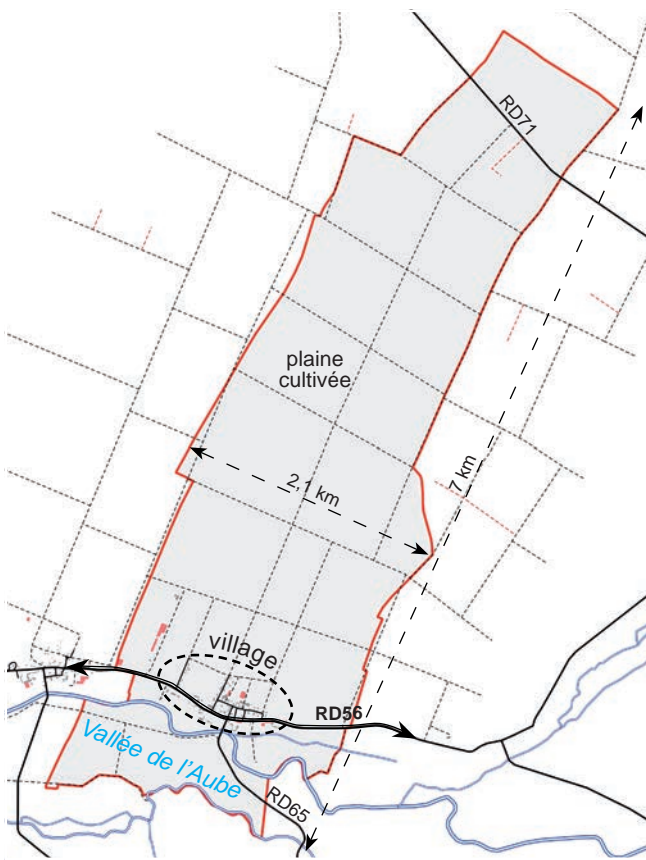 RD71
plaine
cultivée
2,1 km
7 km
village
RD56
Vallée de l'Aube
RD65